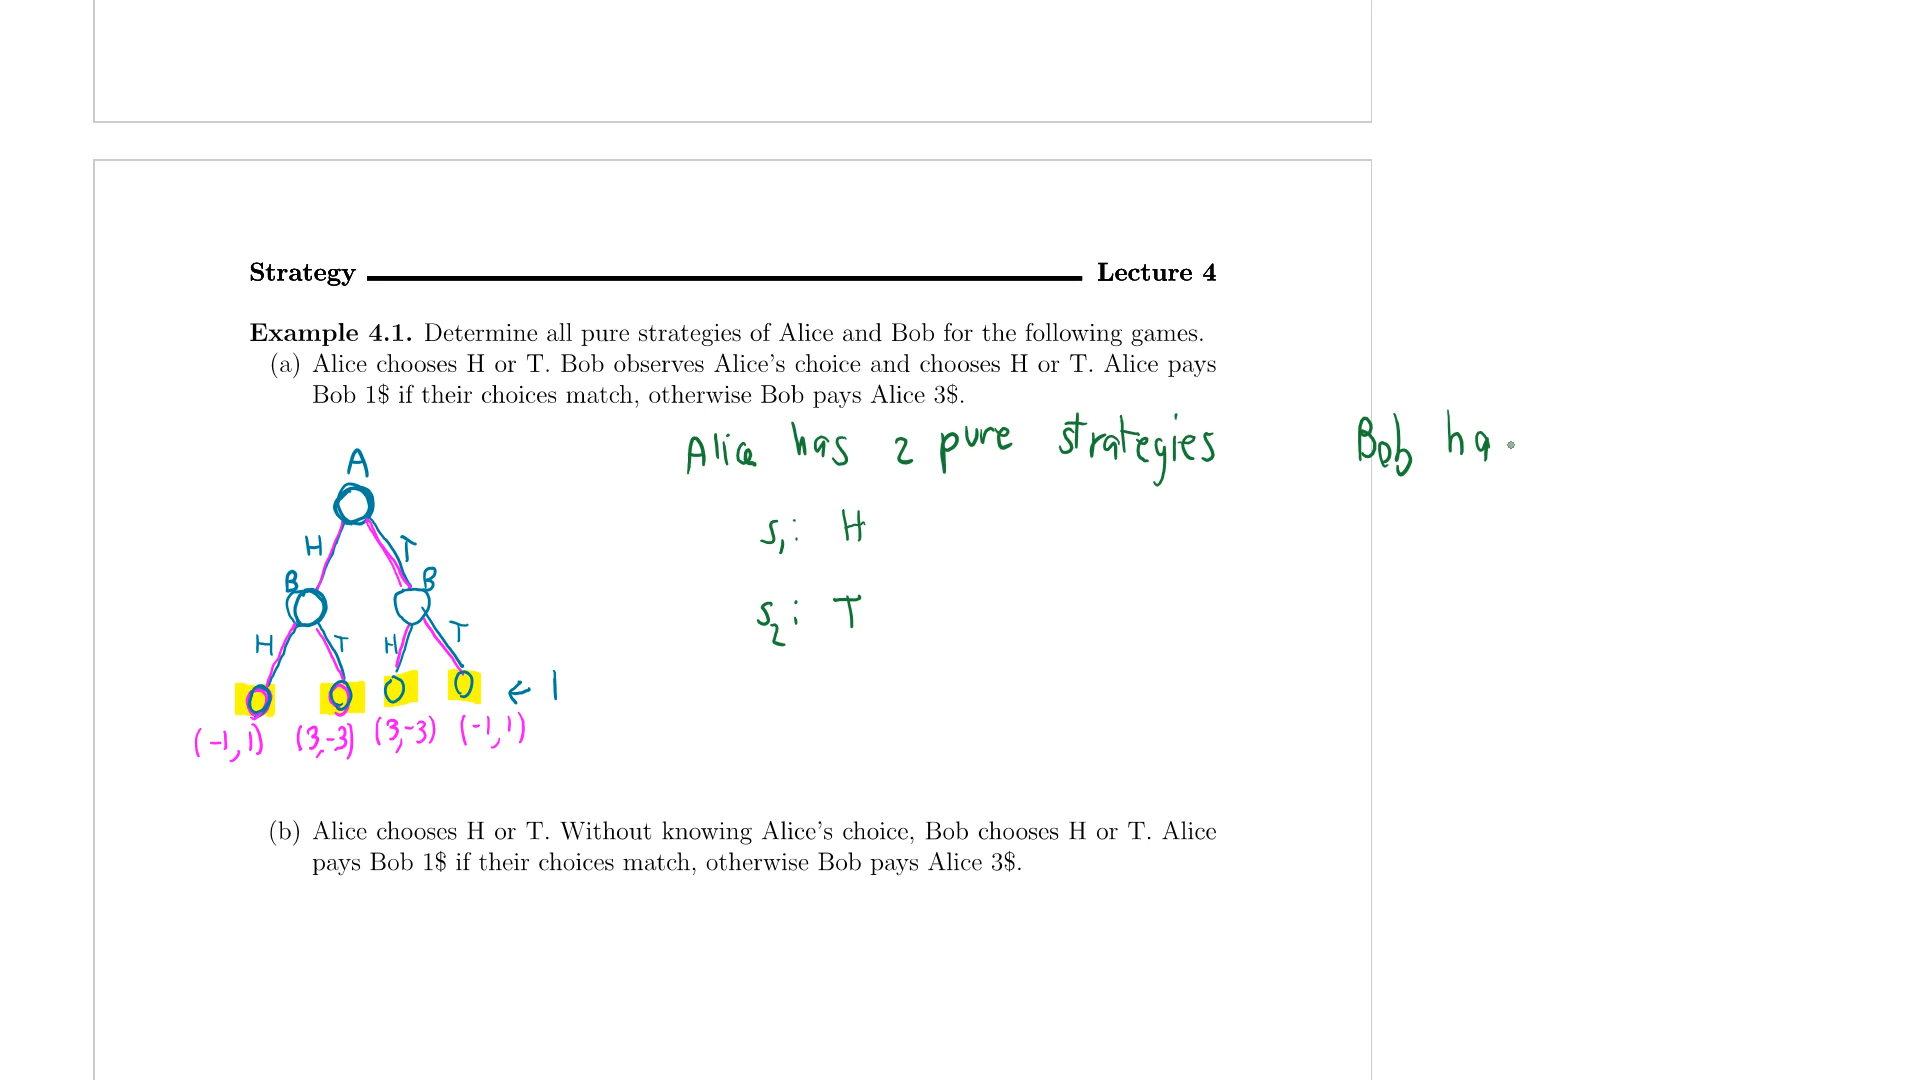 Strategy Lecture 4
Example 4.1. Determine all pure strategies of Alice and Bob for the following games.
(a) Alice chooses H or T. Bob observes Alice's choice and chooses H or T. Alice pays
Bob 1$ if their choices match, otherwise Bob pays Alice 3$.
Alice has 2 pure strategies Bob ha
A
s₁: H
H T
B B
s₂: T
H T H T
← 1
(-1, 1) (3,-3) (3,-3) (-1, 1)
(b) Alice chooses H or T. Without knowing Alice's choice, Bob chooses H or T. Alice
pays Bob 1$ if their choices match, otherwise Bob pays Alice 3$.